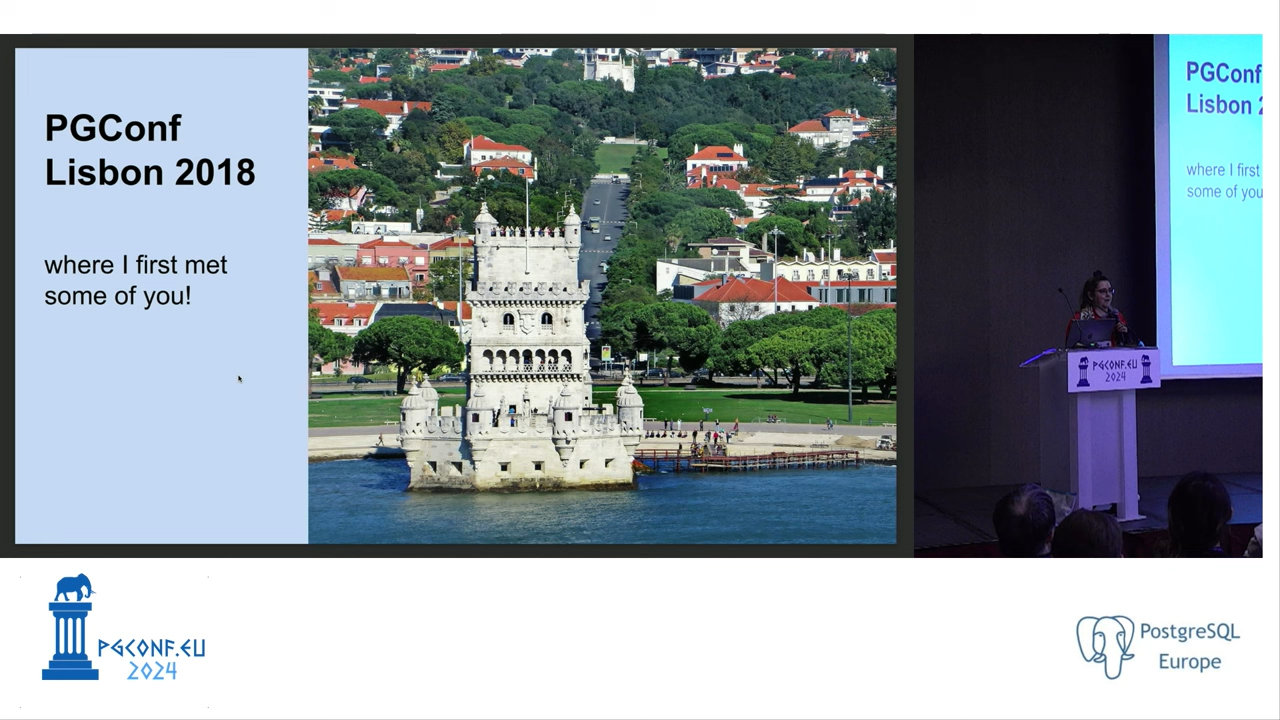 PGConf
Lisbon 2018
where I first met
some of you!
PGConf
Lisbon 2
where I first
some of you
PGCONF.EU
2024
PGCONF.EU
2024
PostgreSQL
Europe